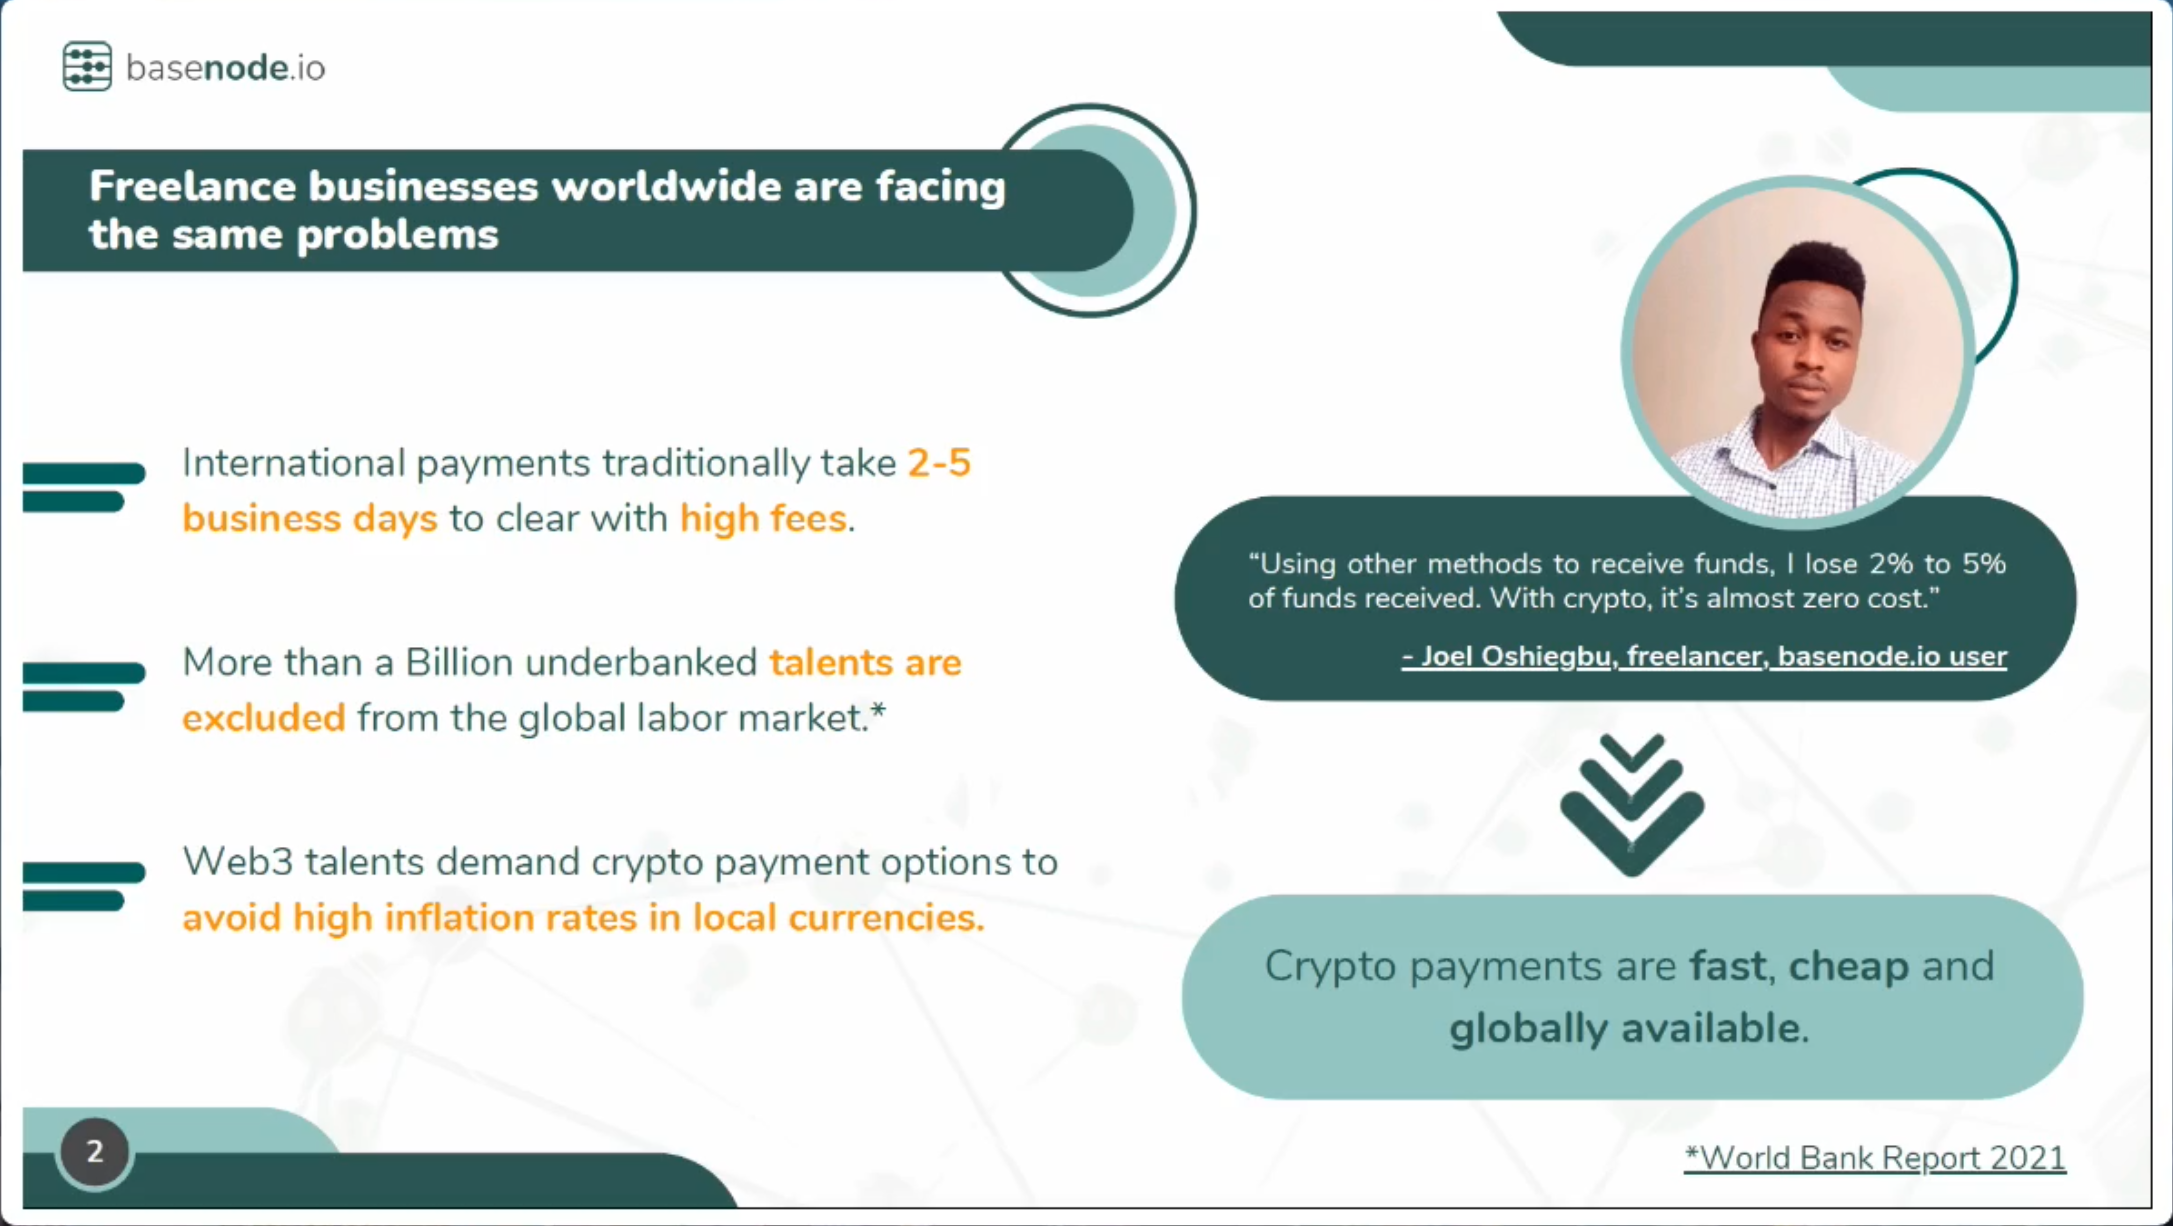 basenode.io
Freelance businesses worldwide are facing
the same problems
International payments traditionally take 2-5
business days to clear with high fees.
More than a Billion underbanked talents are
excluded from the global labor market.*
Web3 talents demand crypto payment options to
avoid high inflation rates in local currencies.
“Using other methods to receive funds, I lose 2% to 5%
of funds received. With crypto, it’s almost zero cost.”
- Joel Oshiegbu, freelancer, basenode.io user
Crypto payments are fast, cheap and
globally available.
2
*World Bank Report 2021